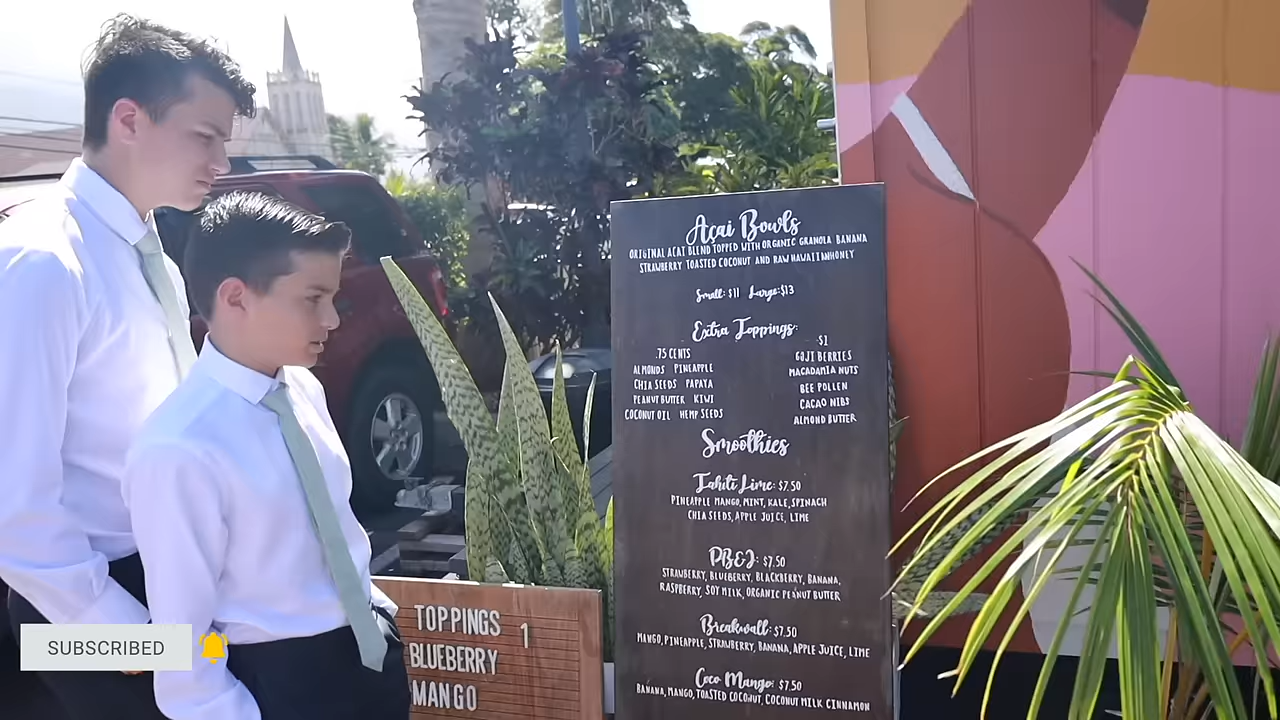 Açai Bowls
ORIGINAL ACAI BLEND TOPPED WITH ORGANIC GRANOLA BANANA
STRAWBERRY TOASTED COCONUT AND RAW HAWAIIAN HONEY
Small: $11 Large: $13
Extra Toppings:
.75 CENTS
ALMONDS PINEAPPLE
CHIA SEEDS PAPAYA
PEANUT BUTTER KIWI
COCONUT OIL HEMP SEEDS
$1
GOJI BERRIES
MACADAMIA NUTS
BEE POLLEN
CACAO NIBS
ALMOND BUTTER
Smoothies
Tahiti Lime: $7.50
PINEAPPLE MANGO, MINT, KALE, SPINACH
CHIA SEEDS, APPLE JUICE, LIME
PB&J: $7.50
STRAWBERRY, BLUEBERRY, BLACKBERRY, BANANA,
RASPBERRY, SOY MILK, ORGANIC PEANUT BUTTER
Breakwall: $7.50
MANGO, PINEAPPLE, STRAWBERRY, BANANA, APPLE JUICE, LIME
Coco Mango: $7.50
BANANA, MANGO, TOASTED COCONUT, COCONUT MILK CINNAMON
TOPPINGS 1
BLUEBERRY
MANGO
SUBSCRIBED